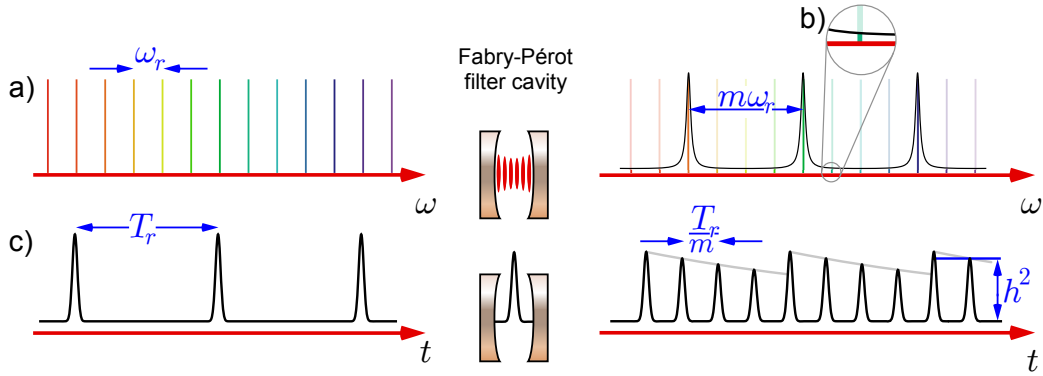 a)
ω_r
ω
Fabry-Pérot
filter cavity
b)
mω_r
ω
c)
T_r
t
T_r
m
h²
t